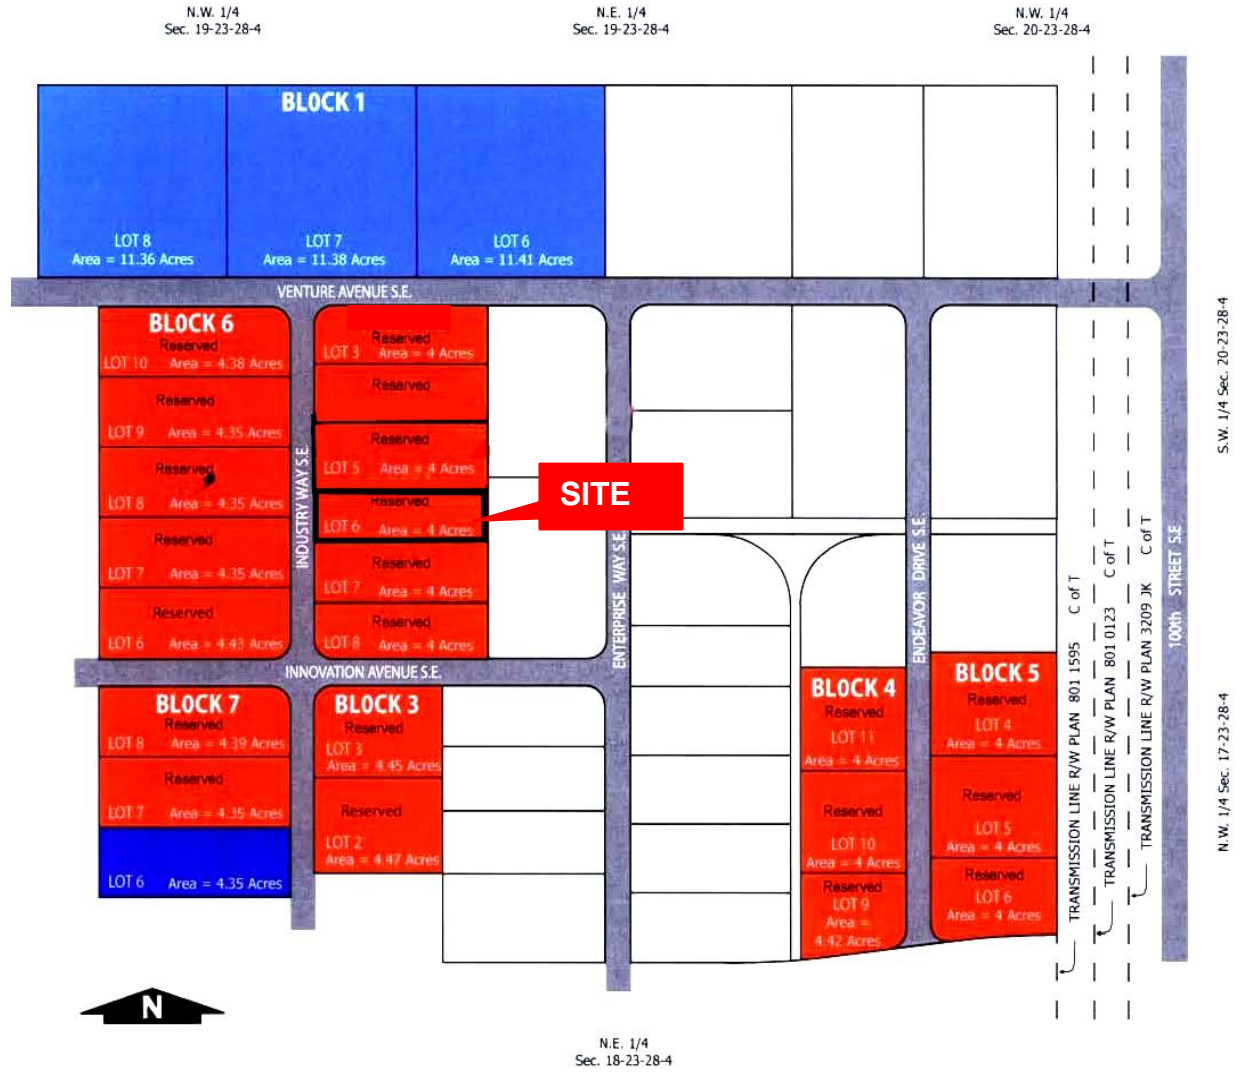 N.W. 1/4
Sec. 19-23-28-4
N.E. 1/4
Sec. 19-23-28-4
N.W. 1/4
Sec. 20-23-28-4
BLOCK 1
LOT 8
Area = 11.36 Acres
LOT 7
Area = 11.38 Acres
LOT 6
Area = 11.41 Acres
VENTURE AVENUE S.E.
BLOCK 6
Reserved
LOT 10 Area = 4.38 Acres
Reserved
LOT 9 Area = 4.35 Acres
Reserved
LOT 8 Area = 4.35 Acres
Reserved
LOT 7 Area = 4.35 Acres
Reserved
LOT 6 Area = 4.43 Acres
INDUSTRY WAY S.E.
Reserved
LOT 3 Area = 4 Acres
Reserved
Reserved
LOT 5 Area = 4 Acres
Reserved
LOT 6 Area = 4 Acres
Reserved
LOT 7 Area = 4 Acres
Reserved
LOT 8 Area = 4 Acres
SITE
ENTERPRISE WAY S.E.
ENDEAVOR DRIVE S.E.
INNOVATION AVENUE S.E.
BLOCK 7
Reserved
LOT 8 Area = 4.39 Acres
Reserved
LOT 7 Area = 4.35 Acres
LOT 6 Area = 4.35 Acres
BLOCK 3
Reserved
LOT 3
Area = 4.45 Acres
Reserved
LOT 2
Area = 4.47 Acres
BLOCK 4
Reserved
LOT 11
Area = 4 Acres
Reserved
LOT 10
Area = 4 Acres
Reserved
LOT 9
Area =
4.42 Acres
BLOCK 5
Reserved
LOT 4
Area = 4 Acres
Reserved
LOT 5
Area = 4 Acres
Reserved
LOT 6
Area = 4 Acres
TRANSMISSION LINE R/W PLAN 801 1595 C of T
TRANSMISSION LINE R/W PLAN 801 0123 C of T
TRANSMISSION LINE R/W PLAN 3209 JK C of T
100th STREET S.E
S.W. 1/4 Sec. 20-23-28-4
N.W. 1/4 Sec. 17-23-28-4
N
N.E. 1/4
Sec. 18-23-28-4